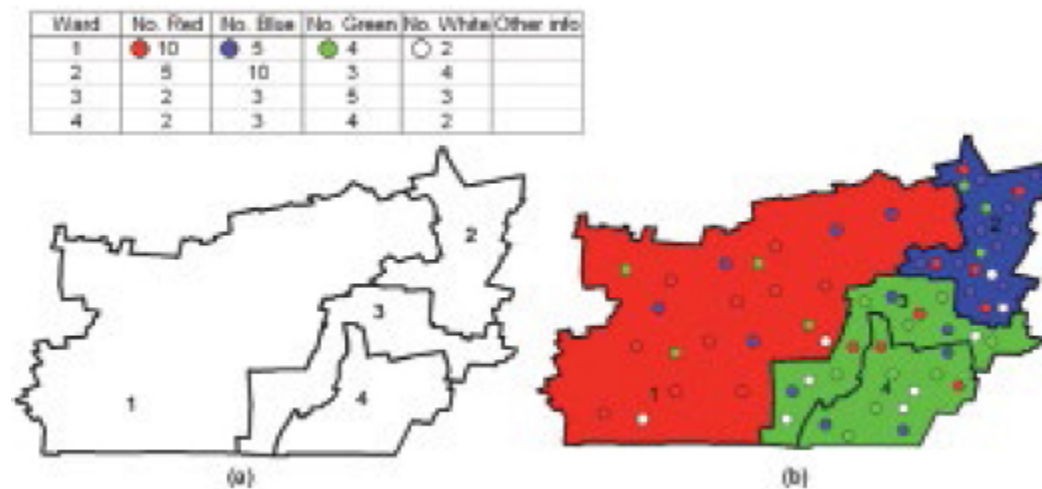 Ward No. Red No. Blue No. Green No. White Other info
1 10 5 4 2
2 5 10 3 4
3 2 3 5 3
4 2 3 4 2
2 2
3 3
1 4 1 4
(a) (b)